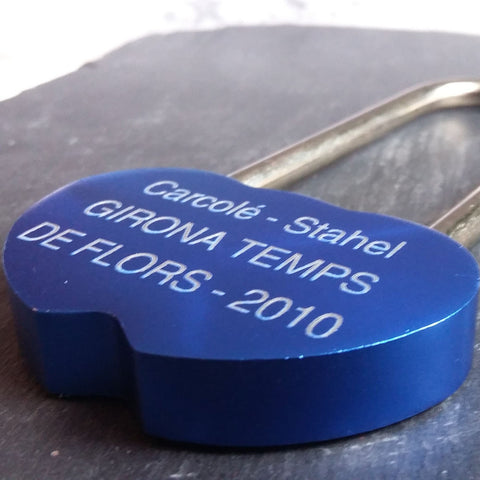 Carcolé - Stahel
GIRONA TEMPS
DE FLORS - 2010